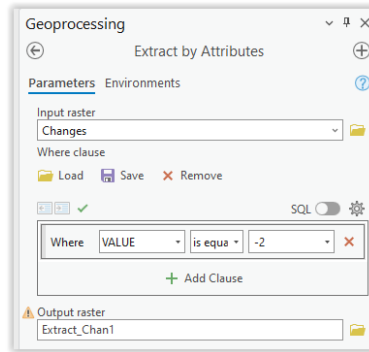 Geoprocessing
Extract by Attributes
Parameters Environments
Input raster
Changes
Where clause
Load Save Remove
SQL
Where VALUE is equa -2
Add Clause
Output raster
Extract_Chan1